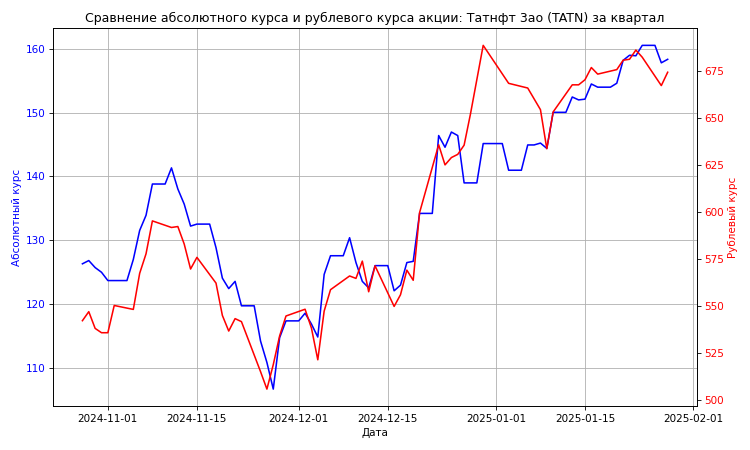 Сравнение абсолютного курса и рублевого курса акции: Татнфт 3ао (TATN) за квартал
160
150
140
130
120
110
Абсолютный курс
675
650
625
600
575
550
525
500
Рублевый курс
2024-11-01 2024-11-15 2024-12-01 2024-12-15 2025-01-01 2025-01-15 2025-02-01
Дата